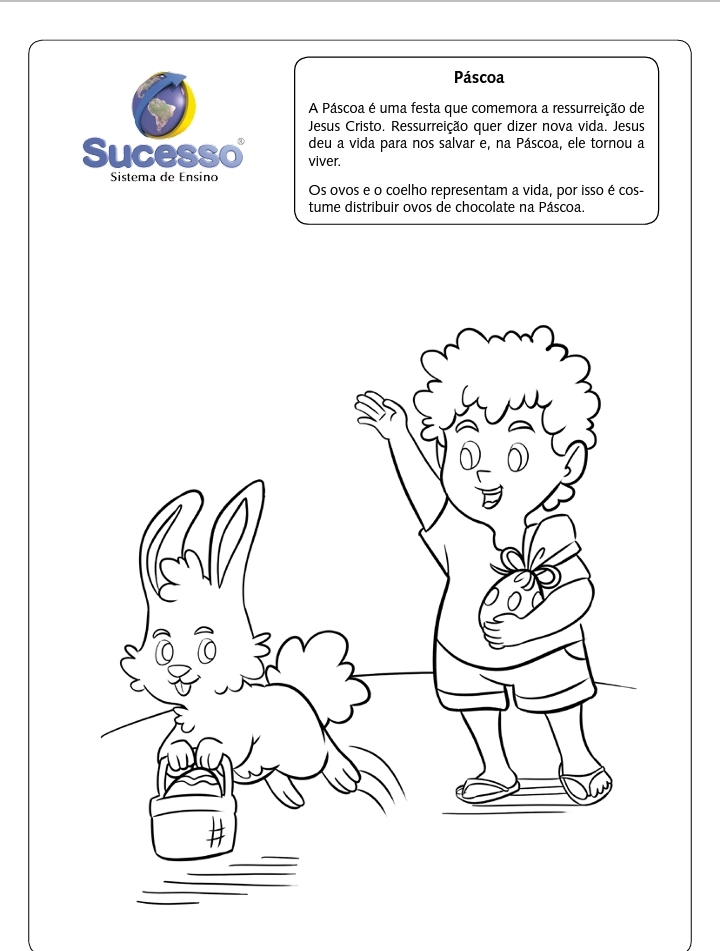 Sucesso®
Sistema de Ensino
Páscoa
A Páscoa é uma festa que comemora a ressurreição de
Jesus Cristo. Ressurreição quer dizer nova vida. Jesus
deu a vida para nos salvar e, na Páscoa, ele tornou a
viver.
Os ovos e o coelho representam a vida, por isso é cos-
tume distribuir ovos de chocolate na Páscoa.